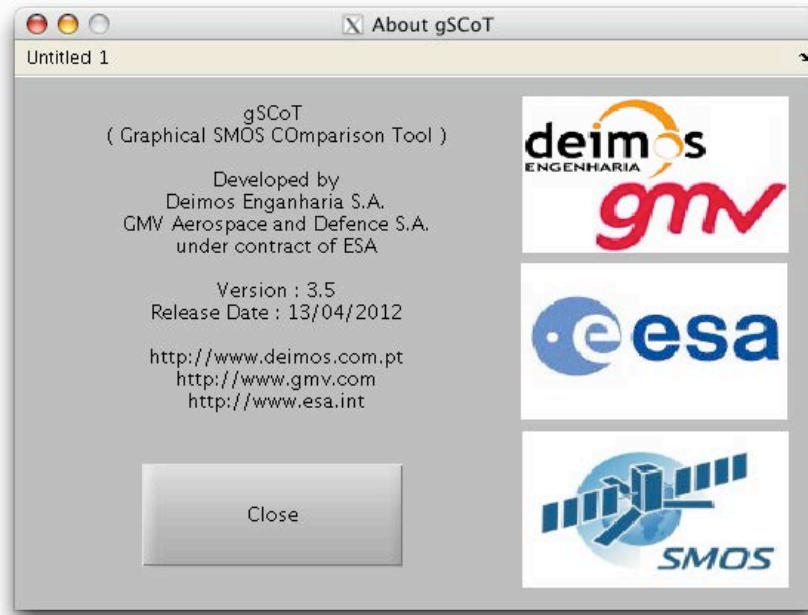 About gSCoT
Untitled 1
gSCoT
( Graphical SMOS COmparison Tool )
Developed by
Deimos Enganharia S.A.
GMV Aerospace and Defence S.A.
under contract of ESA
Version : 3.5
Release Date : 13/04/2012
http://www.deimos.com.pt
http://www.gmv.com
http://www.esa.int
Close
deimos
ENGENHARIA
gmv
esa
SMOS